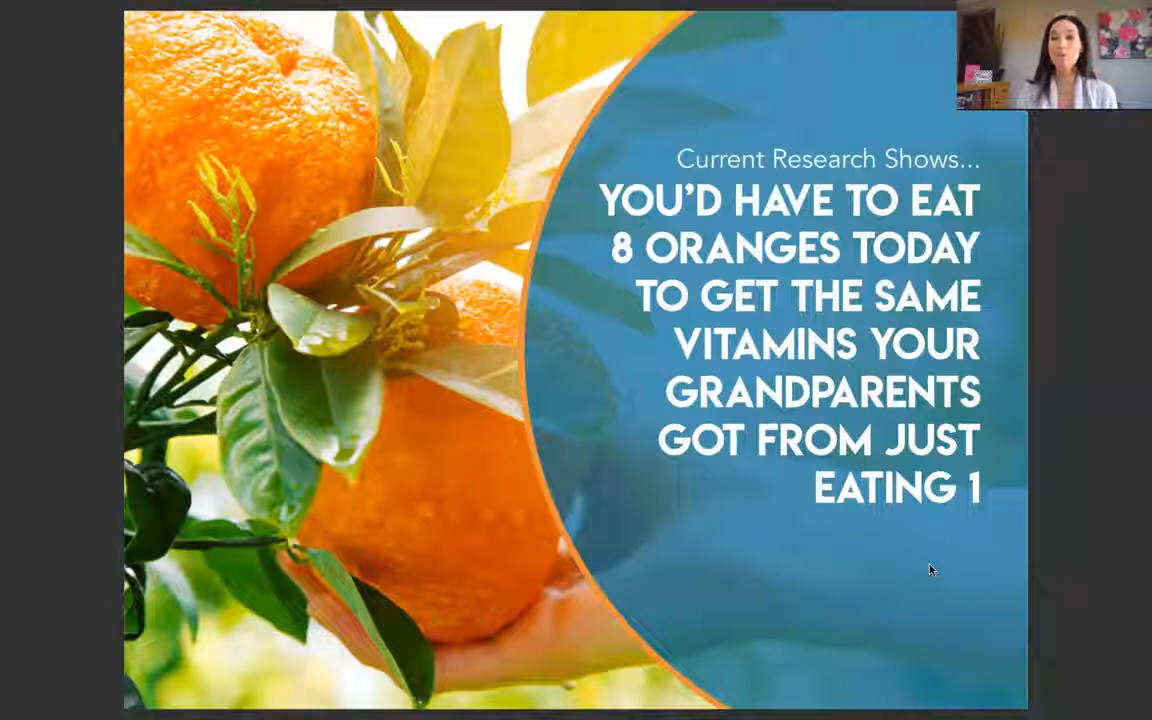 Current Research Shows...
YOU'D HAVE TO EAT
8 ORANGES TODAY
TO GET THE SAME
VITAMINS YOUR
GRANDPARENTS
GOT FROM JUST
EATING 1